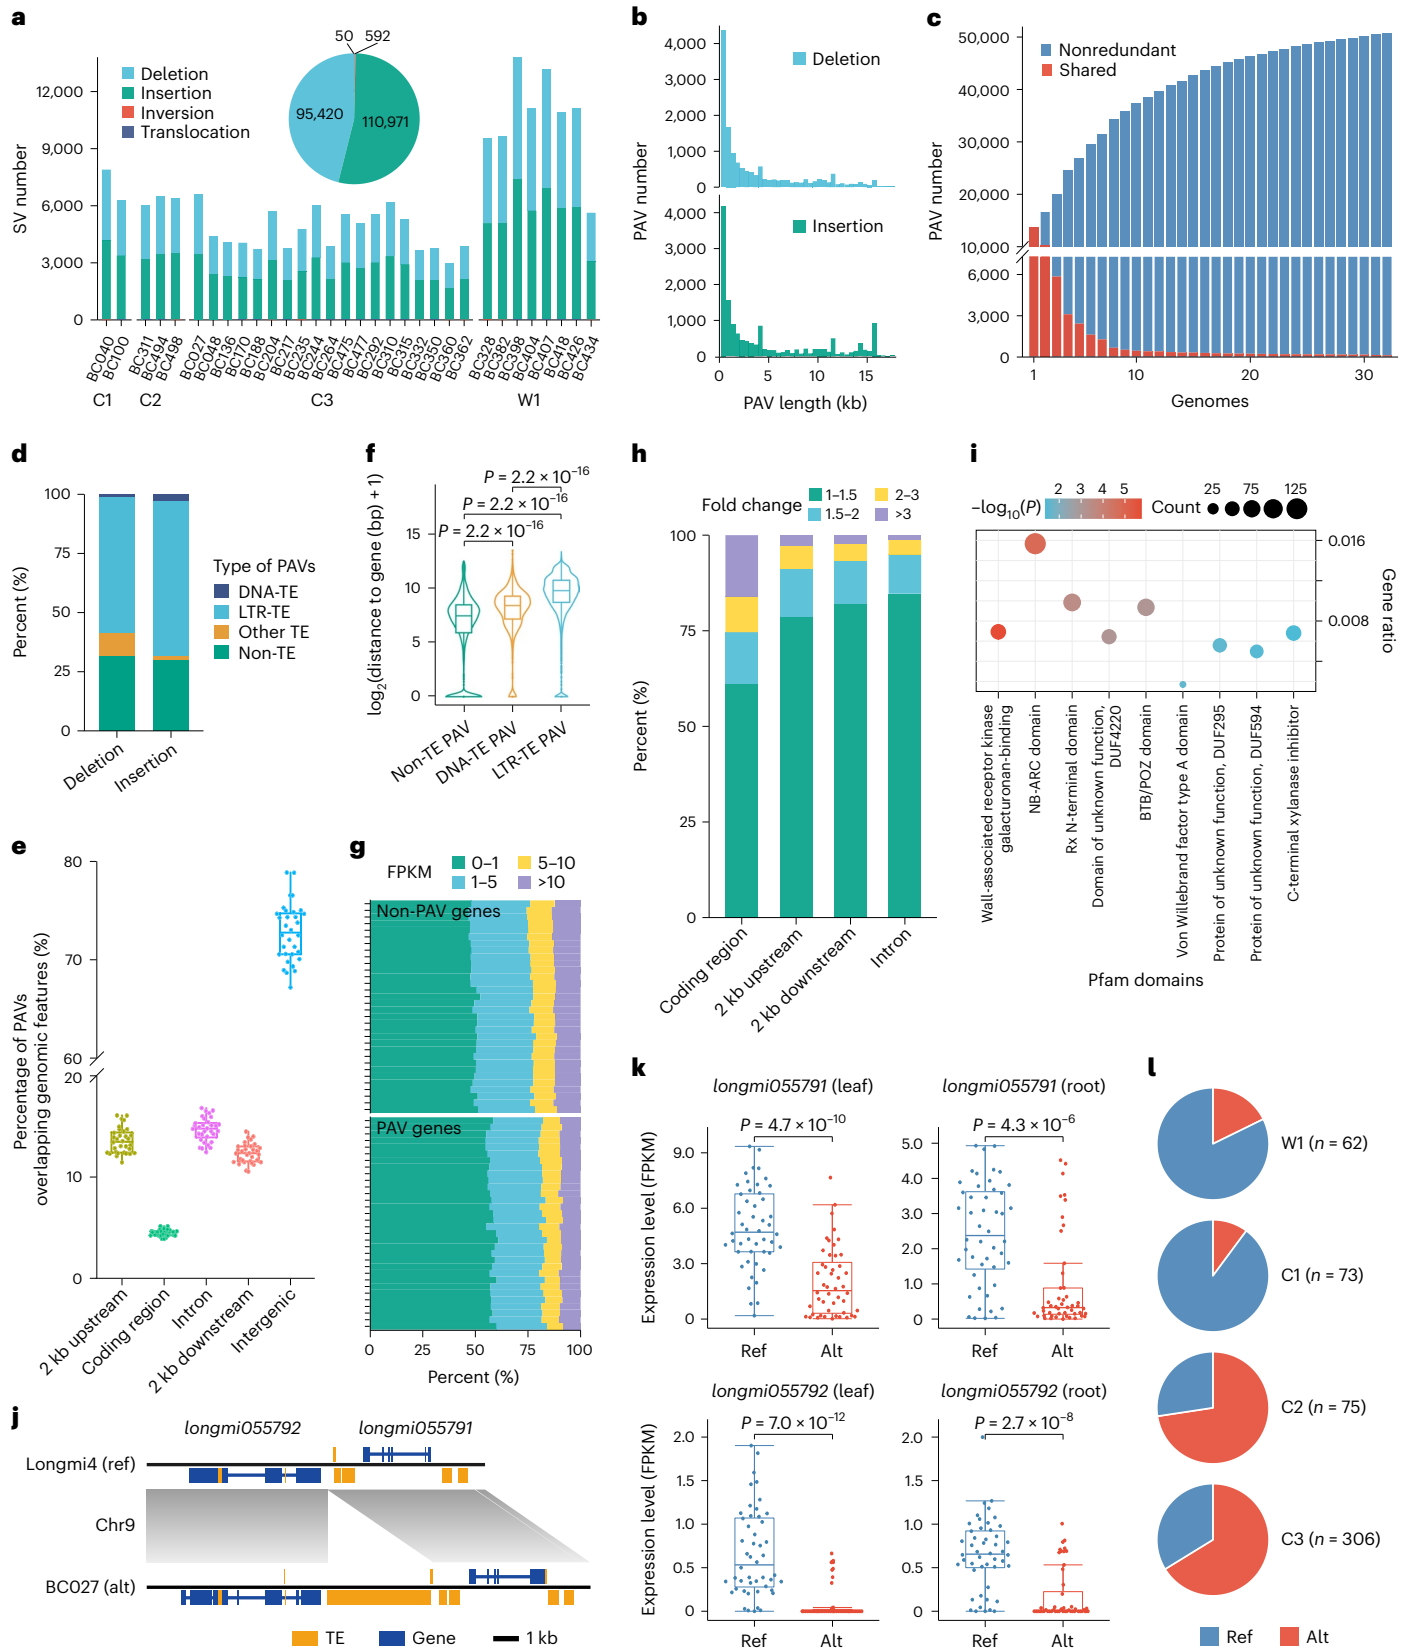 a
50 592
Deletion
Insertion
Inversion
Translocation
95,420
110,971
SV number
12,000
9,000
6,000
3,000
0
BC040 BC100 BC311 BC494 BC498 BC027 BC048 BC136 BC170 BC188 BC204 BC217 BC235 BC244 BC264 BC475 BC477 BC292 BC310 BC315 BC332 BC350 BC360 BC362 BC328 BC382 BC398 BC404 BC407 BC418 BC426 BC434
C1 C2 C3 W1
b
PAV number
4,000
3,000
2,000
1,000
0
Deletion
4,000
3,000
2,000
1,000
0
Insertion
0 5 10 15
PAV length (kb)
c
PAV number
50,000
40,000
30,000
20,000
10,000
6,000
3,000
0
Nonredundant
Shared
1 10 20 30
Genomes
d
Percent (%)
100
75
50
25
0
Deletion Insertion
Type of PAVs
DNA-TE
LTR-TE
Other TE
Non-TE
f
log2(distance to gene (bp) + 1)
P = 2.2 × 10−16
P = 2.2 × 10−16
P = 2.2 × 10−16
15
10
5
0
Non-TE PAV DNA-TE PAV LTR-TE PAV
h
Fold change
1–1.5 2–3
1.5–2 >3
Percent (%)
100
75
50
25
0
Coding region 2 kb upstream 2 kb downstream Intron
i
−log10(P)
2 3 4 5
Count
25 75 125
0.016
0.008
Gene ratio
Wall-associated receptor kinase galacturonan-binding
NB-ARC domain
Rx N-terminal domain
Domain of unknown function, DUF4220
BTB/POZ domain
Von Willebrand factor type A domain
Protein of unknown function, DUF295
Protein of unknown function, DUF594
C-terminal xylanase inhibitor
Pfam domains
e
Percentage of PAVs
overlapping genomic features (%)
80
70
60
20
10
0
2 kb upstream Coding region Intron 2 kb downstream Intergenic
g
FPKM
0–1 5–10
1–5 >10
Non-PAV genes
PAV genes
0 25 50 75 100
Percent (%)
j
longmi055792 longmi055791
Longmi4 (ref)
Chr9
BC027 (alt)
TE Gene 1 kb
k
longmi055791 (leaf)
P = 4.7 × 10−10
Expression level (FPKM)
9.0
6.0
3.0
0
Ref Alt
longmi055791 (root)
P = 4.3 × 10−6
5.0
4.0
3.0
2.0
1.0
0
Ref Alt
longmi055792 (leaf)
P = 7.0 × 10−12
Expression level (FPKM)
2.0
1.5
1.0
0.5
0
Ref Alt
longmi055792 (root)
P = 2.7 × 10−8
2.0
1.5
1.0
0.5
0
Ref Alt
l
W1 (n = 62)
C1 (n = 73)
C2 (n = 75)
C3 (n = 306)
Ref Alt